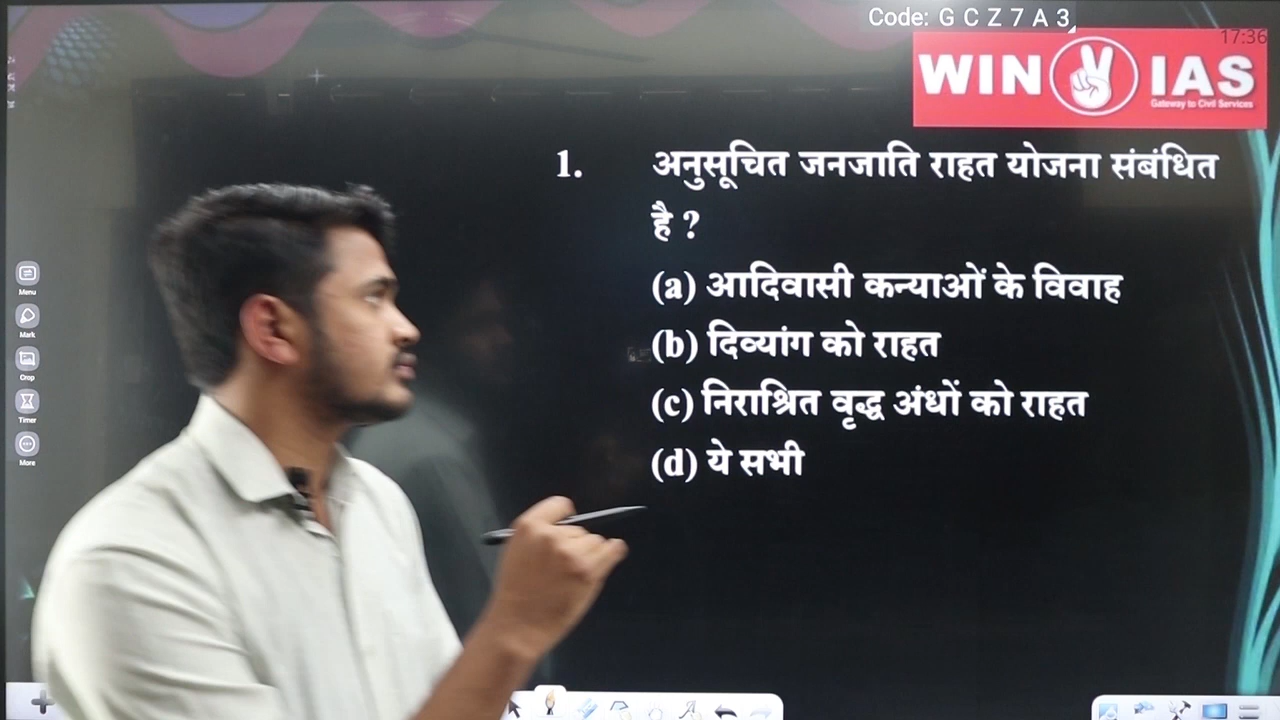 Code: G C Z 7 A 3
17:36
WIN IAS
Gateway to Civil Services
1. अनुसूचित जनजाति राहत योजना संबंधित
है ?
(a) आदिवासी कन्याओं के विवाह
(b) दिव्यांग को राहत
(c) निराश्रित वृद्ध अंधों को राहत
(d) ये सभी
Menu
Mark
Crop
Timer
More